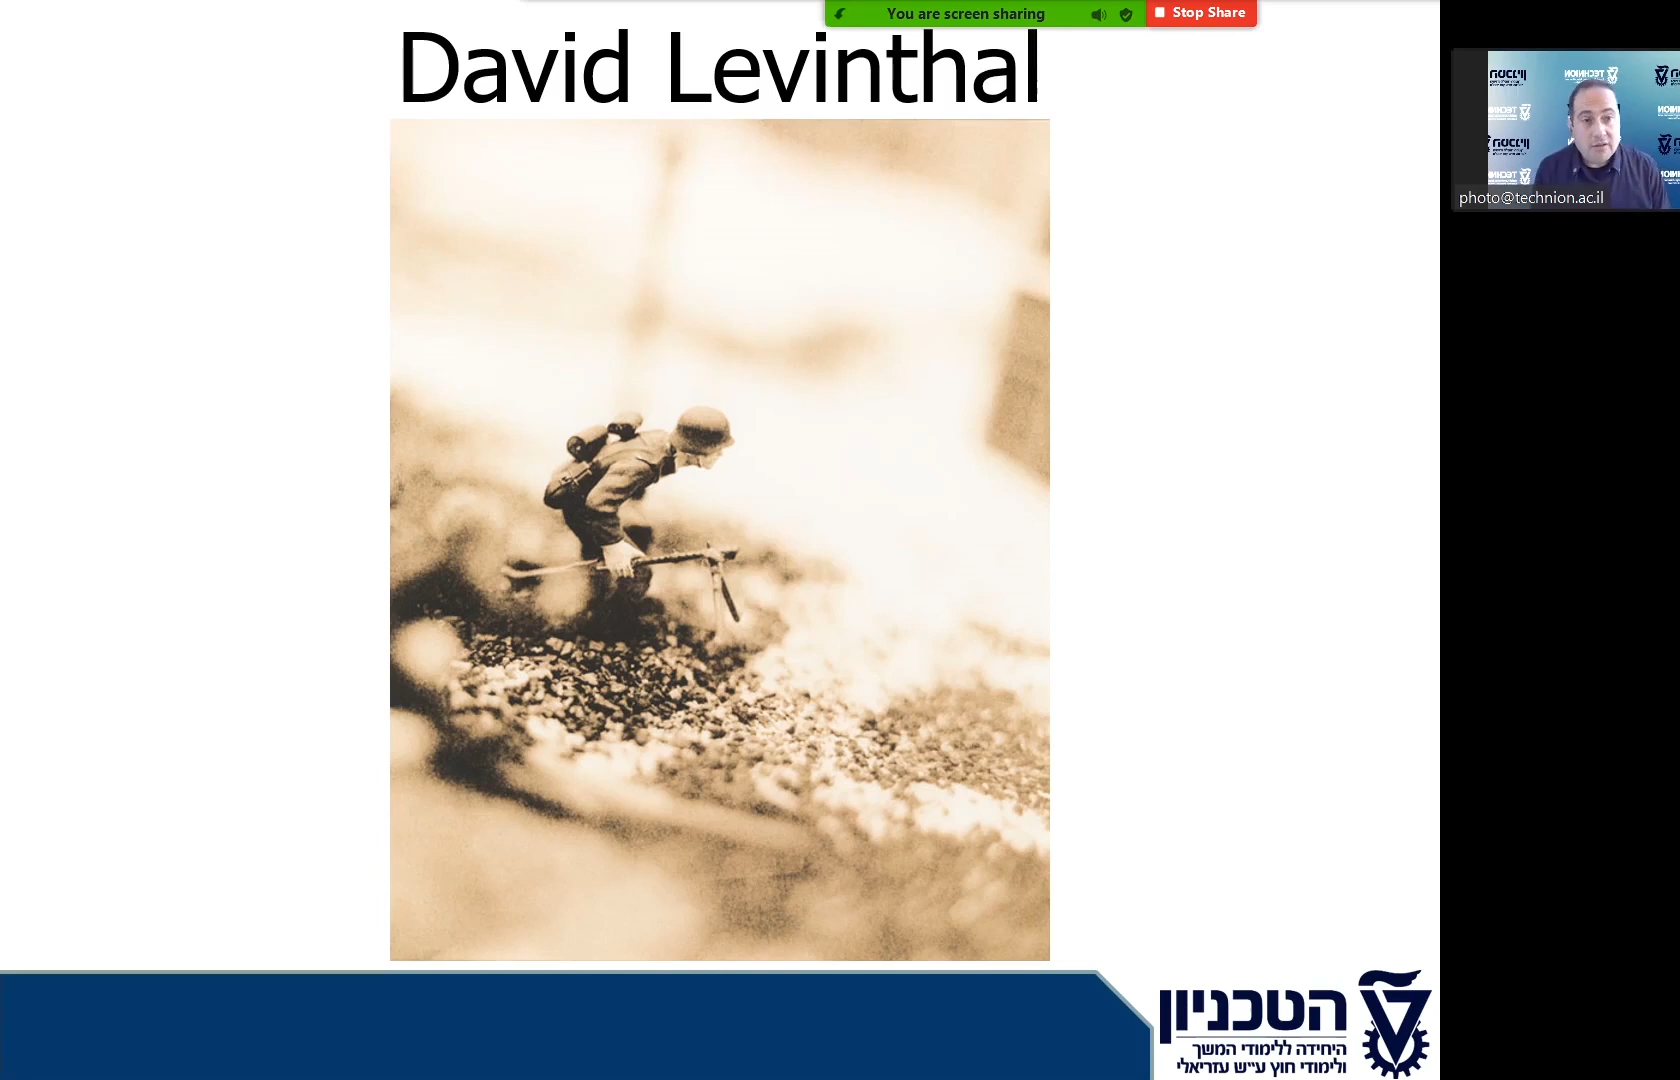 You are screen sharing
Stop Share
David Levinthal
TECHNION
photo@technion.ac.il
הטכניון
היחידה ללימודי המשך
ולימודי חוץ ע״ש עזריאלי